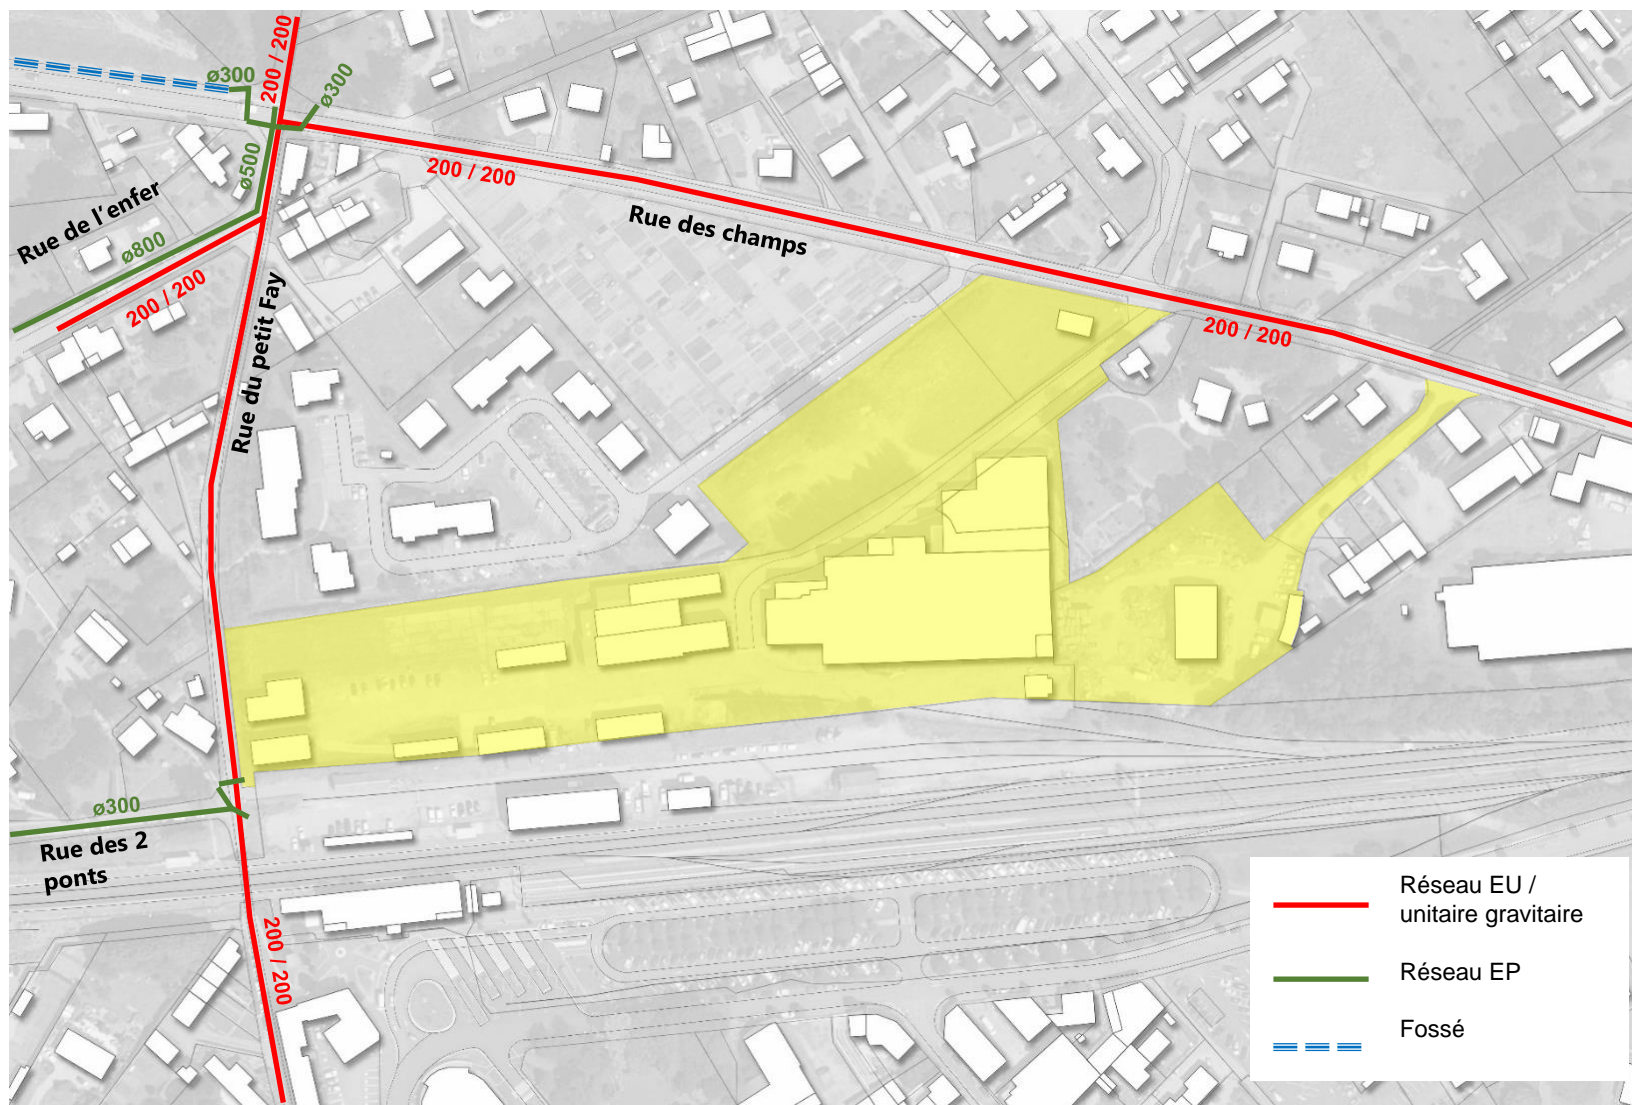 200 / 200
ø300
ø300
200 / 200
ø500
Rue de l'enfer
Rue des champs
ø800
200 / 200
Rue du petit Fay
200 / 200
ø300
Rue des 2
ponts
200 / 200
Réseau EU /
unitaire gravitaire
Réseau EP
Fossé